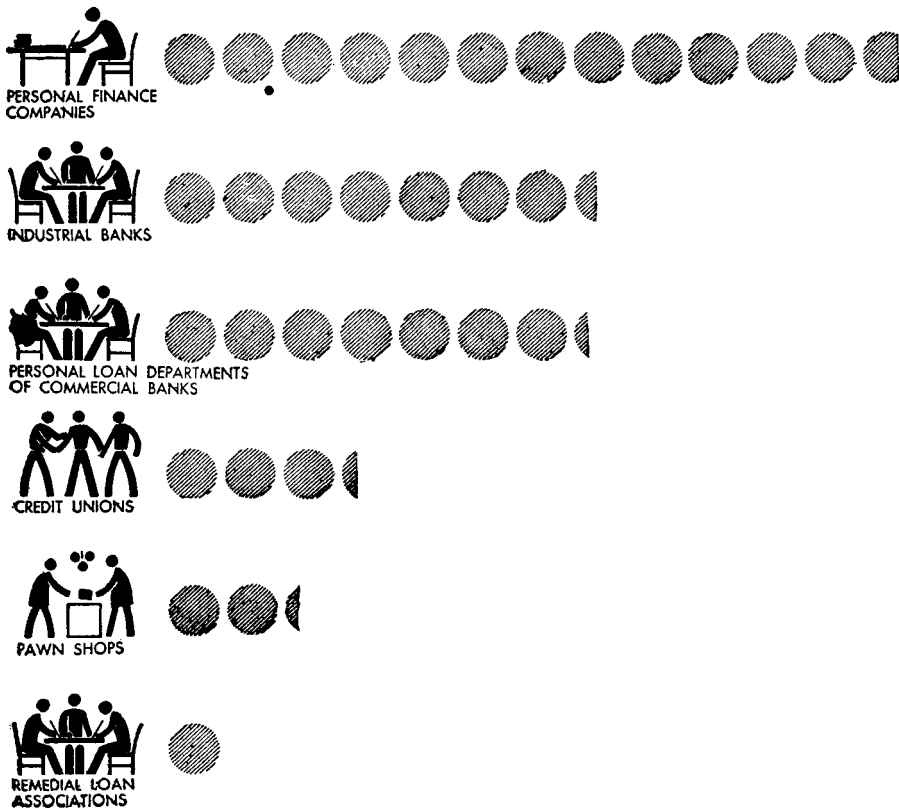 PERSONAL FINANCE
COMPANIES
INDUSTRIAL BANKS
PERSONAL LOAN DEPARTMENTS
OF COMMERCIAL BANKS
CREDIT UNIONS
PAWN SHOPS
REMEDIAL LOAN
ASSOCIATIONS